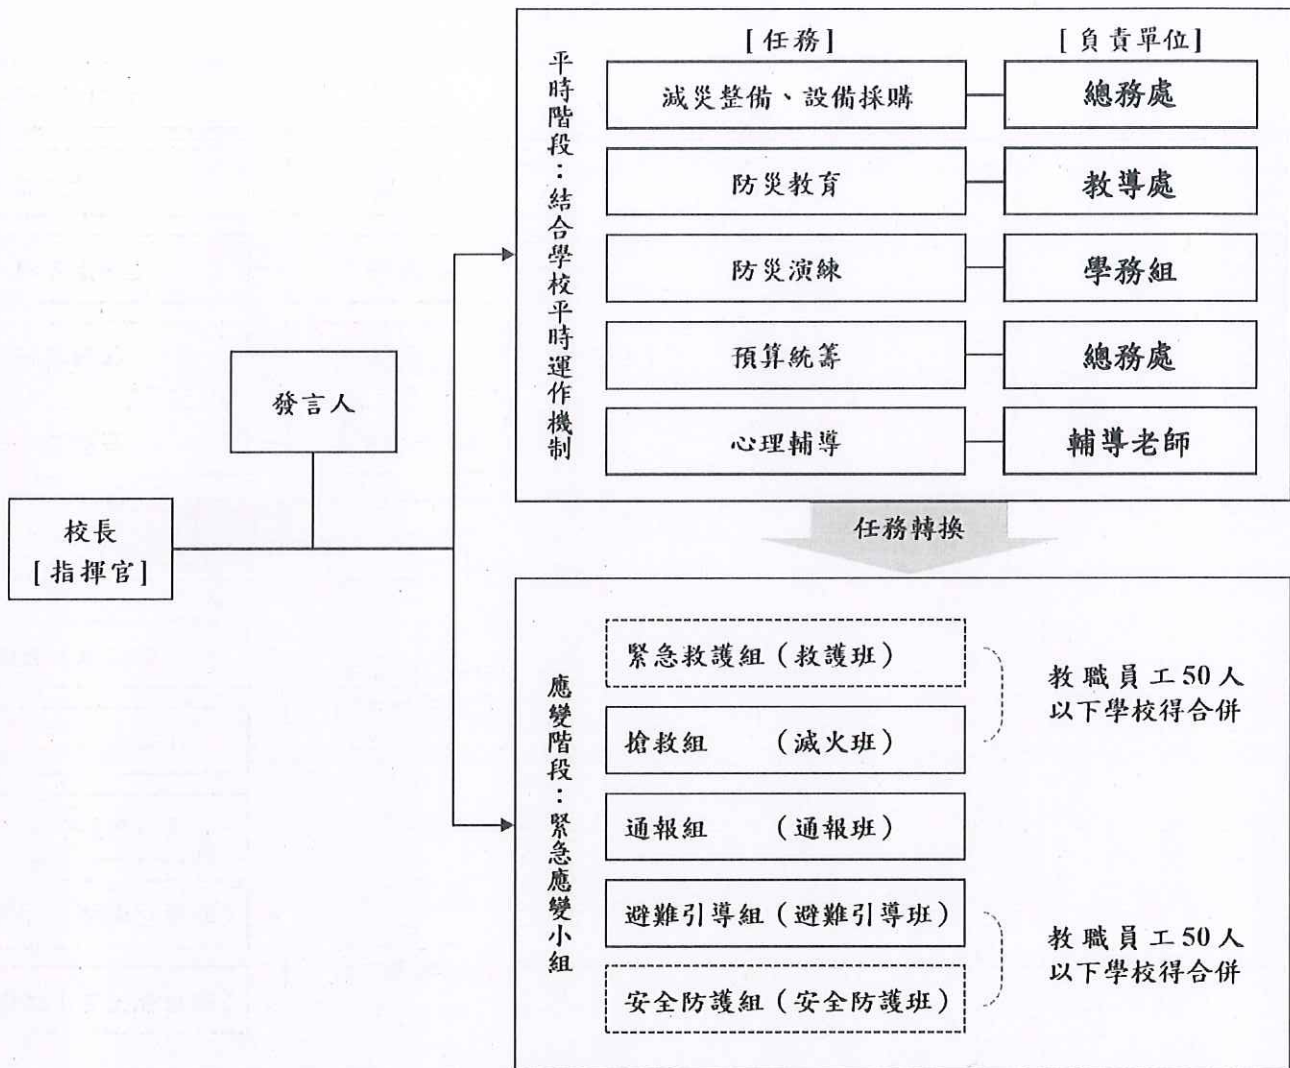 [任務]
[負責單位]
平時階段：結合學校平時運作機制
減災整備、設備採購
總務處
防災教育
教導處
防災演練
學務組
預算統籌
總務處
心理輔導
輔導老師
發言人
校長
[指揮官]
任務轉換
應變階段：緊急應變小組
緊急救護組（救護班）
搶救組　　（滅火班）
通報組　　（通報班）
避難引導組（避難引導班）
安全防護組（安全防護班）
教職員工50人
以下學校得合併
教職員工50人
以下學校得合併